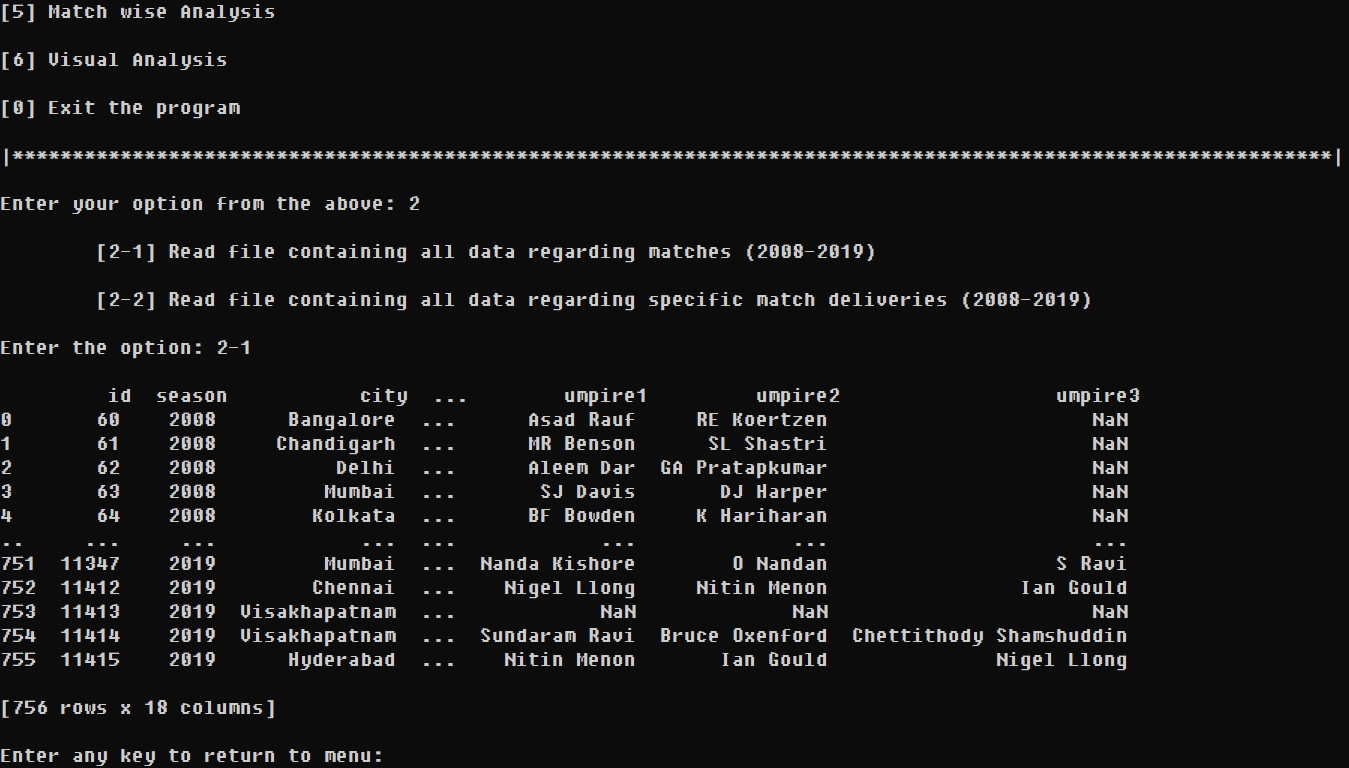 [5] Match wise Analysis
[6] Visual Analysis
[0] Exit the program
|**************************************************************************************************************|
Enter your option from the above: 2
[2-1] Read file containing all data regarding matches (2008-2019)
[2-2] Read file containing all data regarding specific match deliveries (2008-2019)
Enter the option: 2-1
id season city ... umpire1 umpire2 umpire3
0 60 2008 Bangalore ... Asad Rauf RE Koertzen NaN
1 61 2008 Chandigarh ... MR Benson SL Shastri NaN
2 62 2008 Delhi ... Aleem Dar GA Pratapkumar NaN
3 63 2008 Mumbai ... SJ Davis DJ Harper NaN
4 64 2008 Kolkata ... BF Bowden K Hariharan NaN
.. ... ... ... ... ... ... ...
751 11347 2019 Mumbai ... Nanda Kishore O Nandan S Ravi
752 11412 2019 Chennai ... Nigel Llong Nitin Menon Ian Gould
753 11413 2019 Visakhapatnam ... NaN NaN NaN
754 11414 2019 Visakhapatnam ... Sundaram Ravi Bruce Oxenford Chettithody Shamshuddin
755 11415 2019 Hyderabad ... Nitin Menon Ian Gould Nigel Llong
[756 rows x 18 columns]
Enter any key to return to menu: